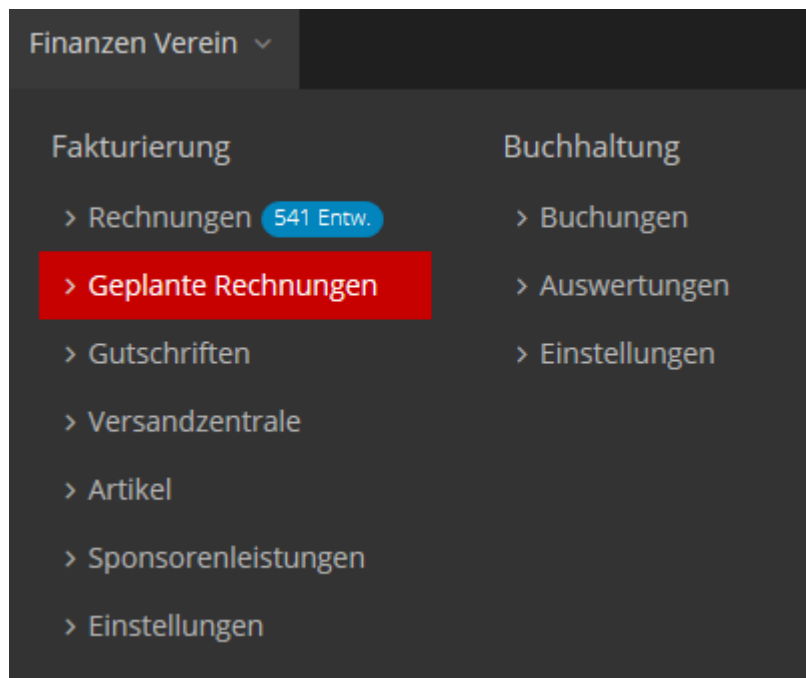 Finanzen Verein
Fakturierung
Rechnungen 541 Entw.
Geplante Rechnungen
Gutschriften
Versandzentrale
Artikel
Sponsorenleistungen
Einstellungen
Buchhaltung
Buchungen
Auswertungen
Einstellungen